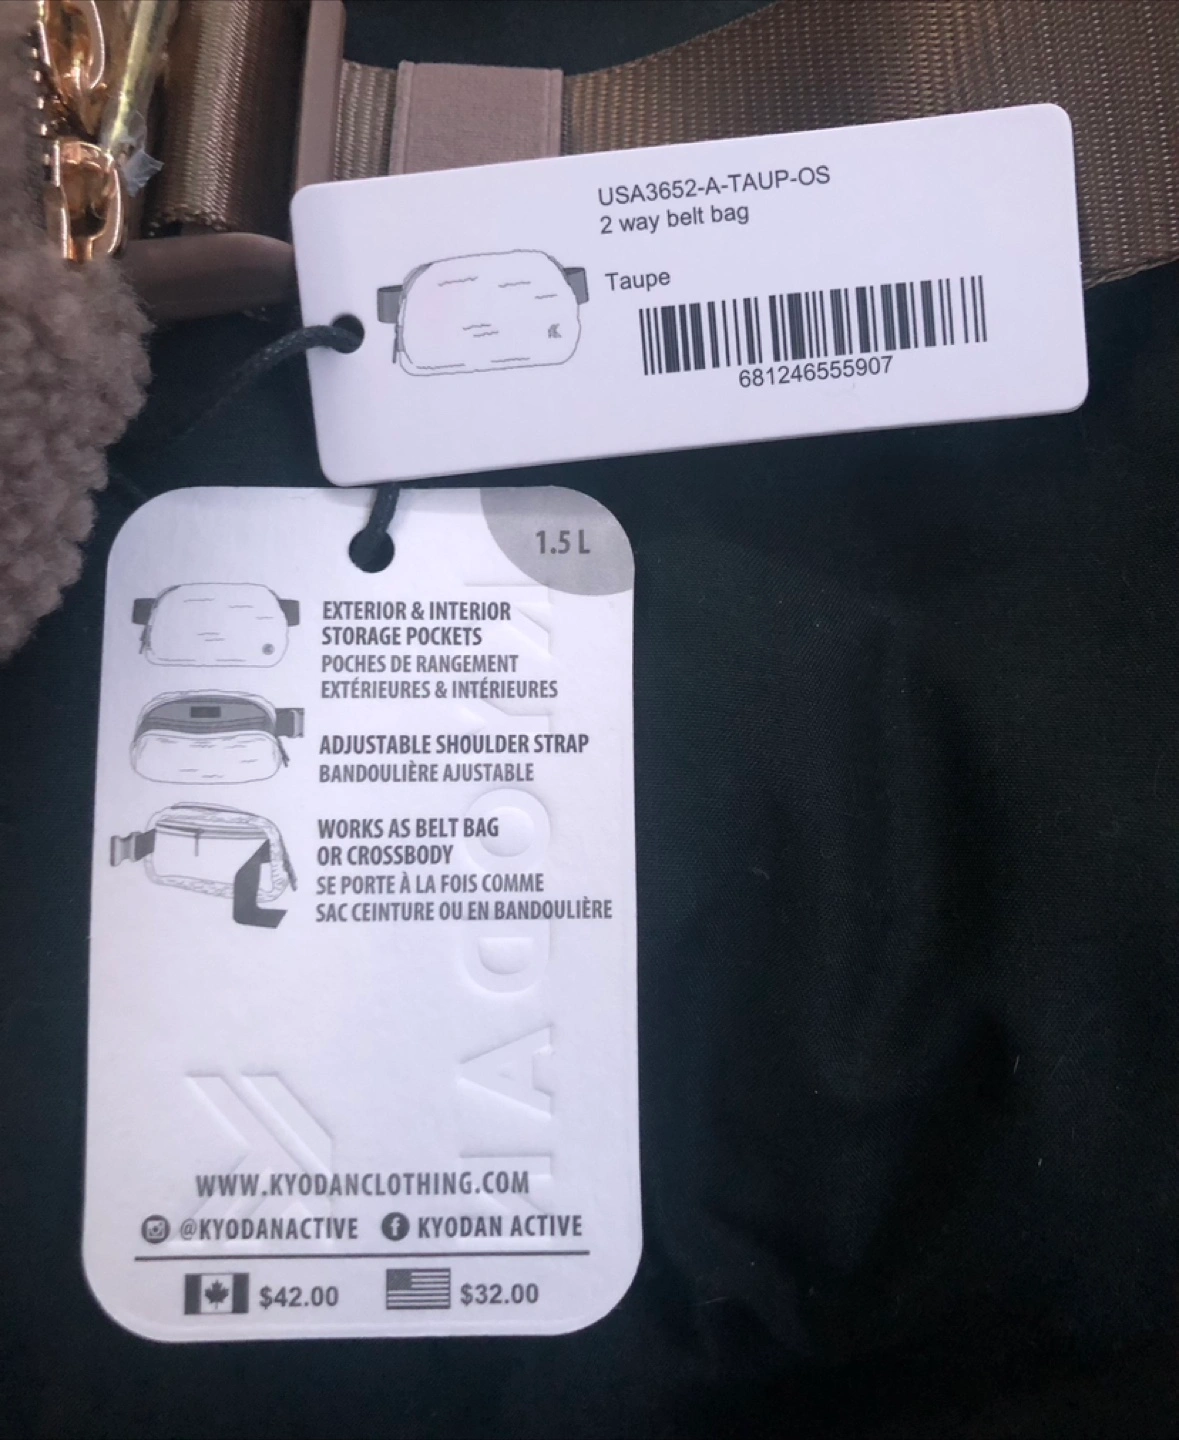 USA3652-A-TAUP-OS
2 way belt bag
Taupe
681246555907
1.5 L
EXTERIOR & INTERIOR
STORAGE POCKETS
POCHES DE RANGEMENT
EXTÉRIEURES & INTÉRIEURES
ADJUSTABLE SHOULDER STRAP
BANDOULIÈRE AJUSTABLE
WORKS AS BELT BAG
OR CROSSBODY
SE PORTE À LA FOIS COMME
SAC CEINTURE OU EN BANDOULIÈRE
KYODAN
WWW.KYODANCLOTHING.COM
@KYODANACTIVE KYODAN ACTIVE
$42.00 $32.00